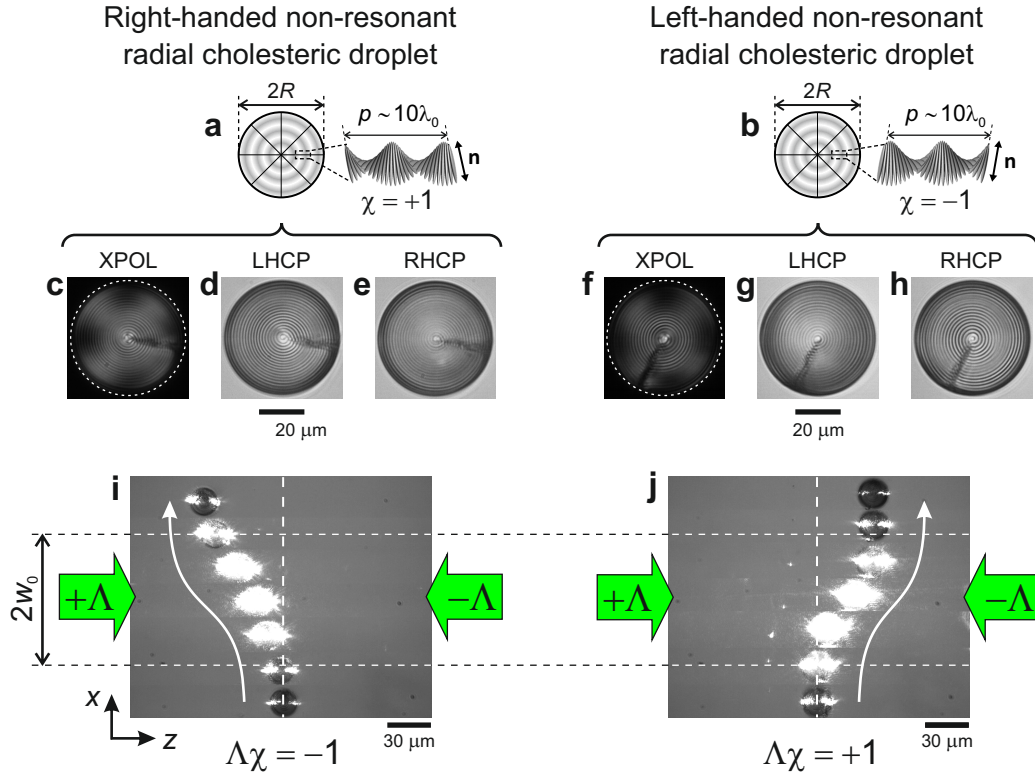 Right-handed non-resonant
radial cholesteric droplet
Left-handed non-resonant
radial cholesteric droplet
a
2R
p ~ 10λ₀
n
χ = +1
b
2R
p ~ 10λ₀
n
χ = −1
XPOL
LHCP
RHCP
c
d
e
20 μm
XPOL
LHCP
RHCP
f
g
h
20 μm
i
2w₀
+Λ
−Λ
x
z
30 μm
Λχ = −1
j
+Λ
−Λ
30 μm
Λχ = +1